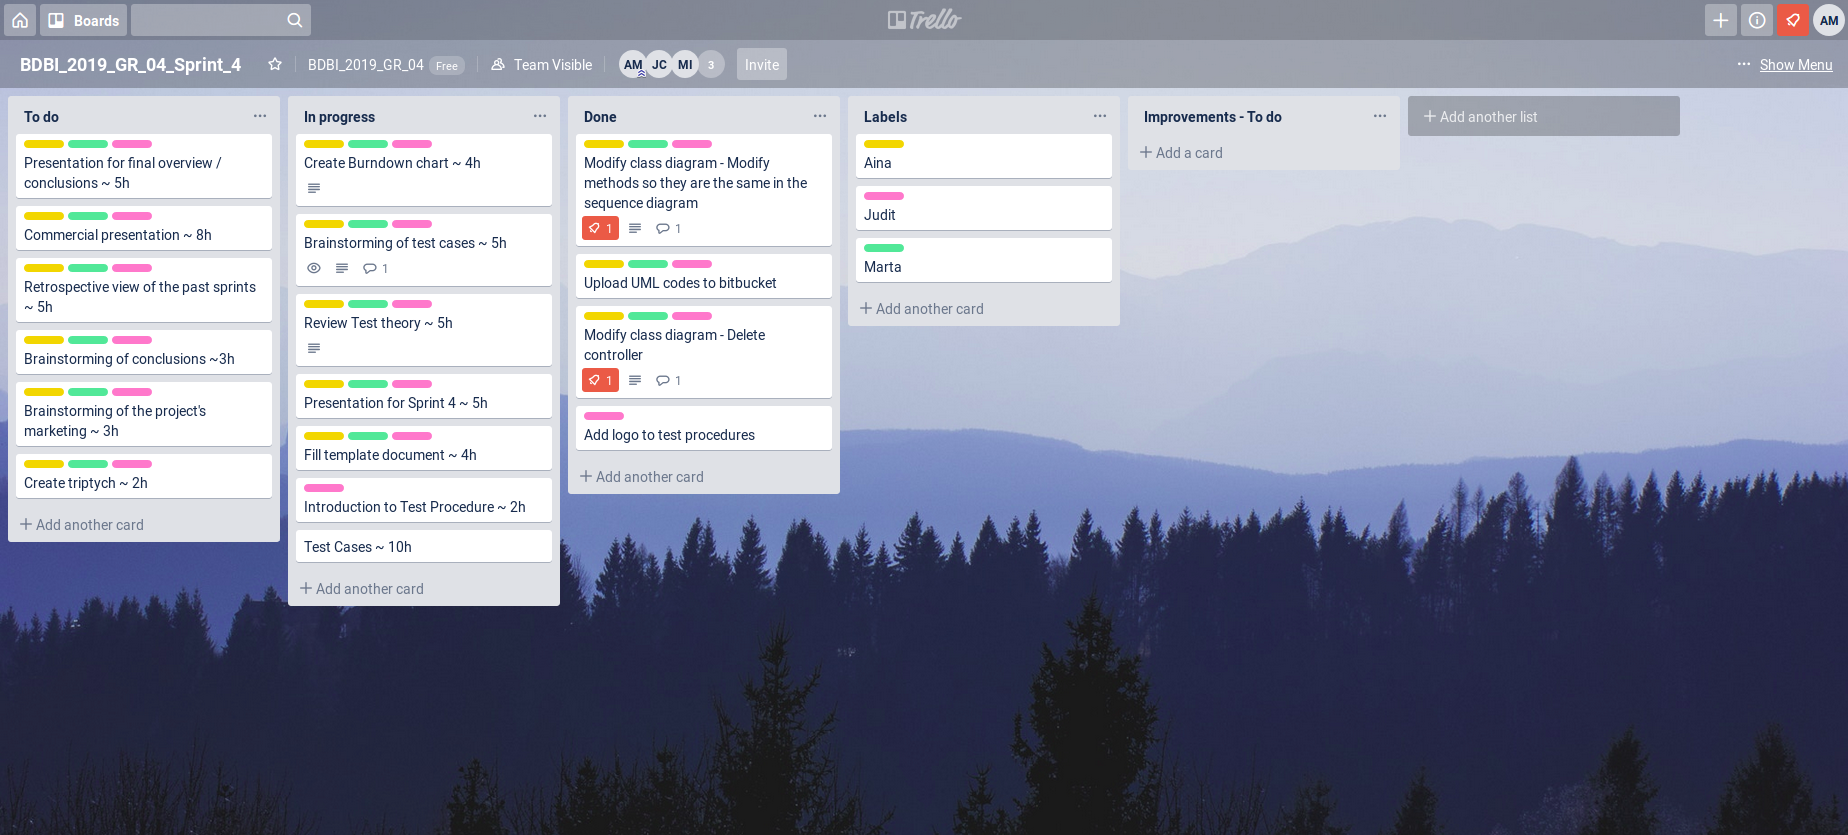 Boards
Trello
AM
BDBI_2019_GR_04_Sprint_4
BDBI_2019_GR_04 Free
Team Visible
AM JC MI 3
Invite
Show Menu
To do
Presentation for final overview /
conclusions ~ 5h
Commercial presentation ~ 8h
Retrospective view of the past sprints
~ 5h
Brainstorming of conclusions ~3h
Brainstorming of the project's
marketing ~ 3h
Create triptych ~ 2h
+ Add another card
In progress
Create Burndown chart ~ 4h
Brainstorming of test cases ~ 5h
1
Review Test theory ~ 5h
Presentation for Sprint 4 ~ 5h
Fill template document ~ 4h
Introduction to Test Procedure ~ 2h
Test Cases ~ 10h
+ Add another card
Done
Modify class diagram - Modify
methods so they are the same in the
sequence diagram
1 1
Upload UML codes to bitbucket
Modify class diagram - Delete
controller
1 1
Add logo to test procedures
+ Add another card
Labels
Aina
Judit
Marta
+ Add another card
Improvements - To do
+ Add a card
+ Add another list